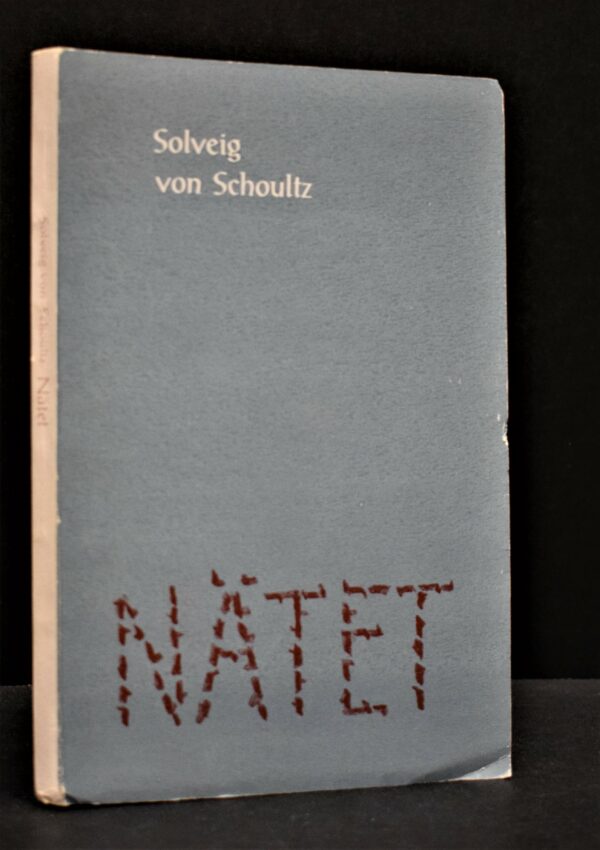 Solveig
von Schoultz
NÄTET
Solveig von Schoultz Nätet